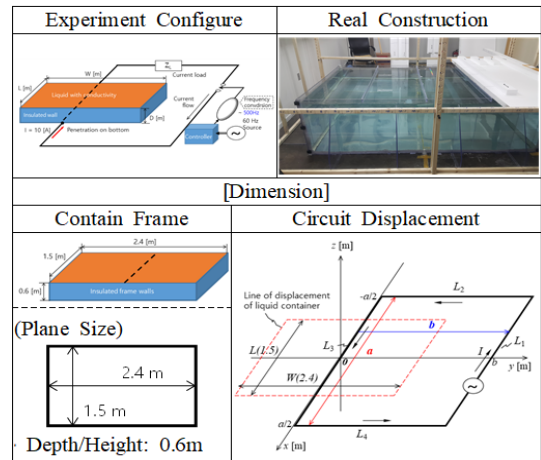 Experiment Configure
Real Construction
W [m]
L [m]
Current load
Liquid with conductivity
Insulated wall
D [m]
Current
flow
Frequency
conversion
~ 500Hz
60 Hz
Source
I = 10 [A]
Penetration on bottom
Controller
[Dimension]
Contain Frame
Circuit Displacement
2.4 [m]
1.5 [m]
0.6 [m]
Insulated frame walls
(Plane Size)
2.4 m
1.5 m
Depth/Height: 0.6m
z [m]
-a/2
L2
Line of displacement
of liquid container
b
L3
L1
L(1.5)
0
a
I
b
y [m]
W(2.4)
a/2
L4
x [m]